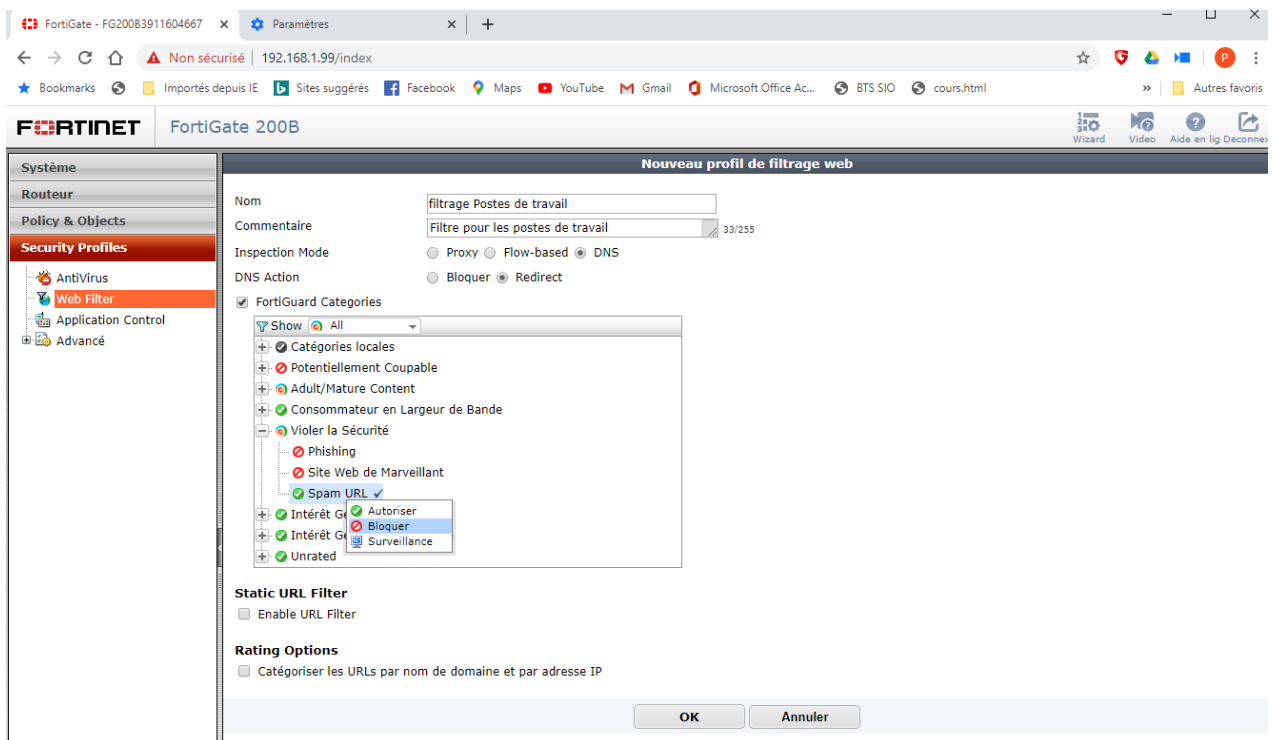 FortiGate - FG200B3911604667
Paramètres
Non sécurisé 192.168.1.99/index
P
Bookmarks Importés depuis IE Sites suggérés Facebook Maps YouTube Gmail Microsoft Office Ac... BTS SIO cours.html » Autres favoris
FORTINET FortiGate 200B
Wizard Video Aide en lig Deconnex
Système
Routeur
Policy & Objects
Security Profiles
AntiVirus
Web Filter
Application Control
Avancé
Nouveau profil de filtrage web
Nom filtrage Postes de travail
Commentaire Filtre pour les postes de travail 33/255
Inspection Mode Proxy Flow-based DNS
DNS Action Bloquer Redirect
FortiGuard Categories
Show All
Catégories locales
Potentiellement Coupable
Adult/Mature Content
Consommateur en Largeur de Bande
Violer la Sécurité
Phishing
Site Web de Marveillant
Spam URL
Intérêt Gé
Intérêt Gé
Unrated
Autoriser
Bloquer
Surveillance
Static URL Filter
Enable URL Filter
Rating Options
Catégoriser les URLs par nom de domaine et par adresse IP
OK Annuler